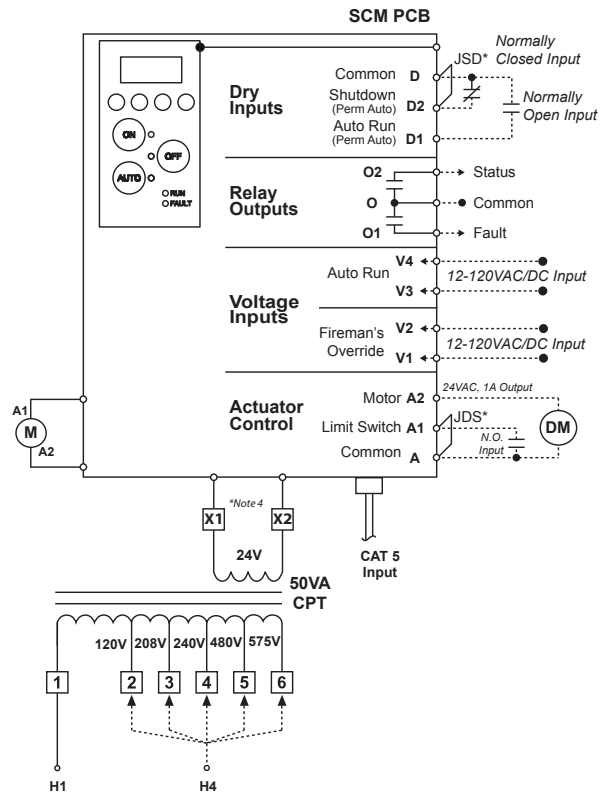 SCM PCB
Normally
Closed Input
JSD*
Dry
Inputs
Common D
Shutdown
(Perm Auto) D2
Auto Run
(Perm Auto) D1
Normally
Open Input
ON
OFF
AUTO
RUN
FAULT
Relay
Outputs
O2 Status
O Common
O1 Fault
Voltage
Inputs
Auto Run
V4
V3
12-120VAC/DC Input
Fireman's
Override
V2
V1
12-120VAC/DC Input
Actuator
Control
Motor A2
24VAC, 1A Output
Limit Switch A1
JDS*
Common A
N.O.
Input
DM
A1
M
A2
*Note 4
X1
X2
24V
CAT 5
Input
50VA
CPT
120V 208V 240V 480V 575V
1 2 3 4 5 6
H1 H4